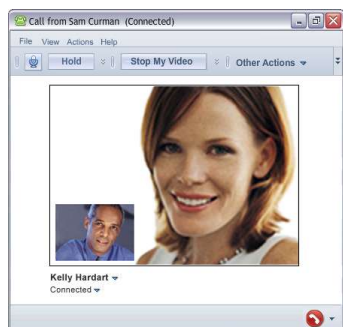 Call from Sam Curman (Connected)
File View Actions Help
Hold Stop My Video Other Actions
Kelly Hardart
Connected